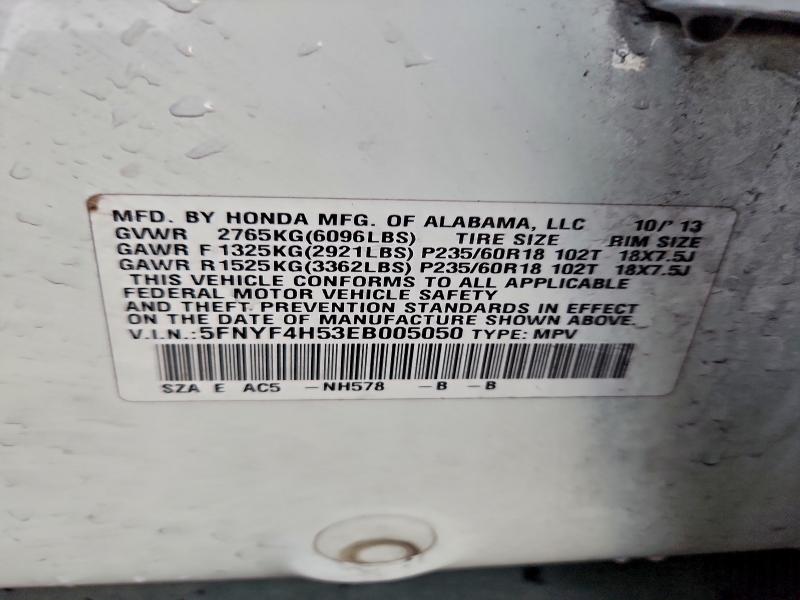 MFD. BY HONDA MFG. OF ALABAMA, LLC 10/'13
GVWR 2765KG(6096LBS) TIRE SIZE RIM SIZE
GAWR F 1325KG(2921LBS) P235/60R18 102T 18X7.5J
GAWR R 1525KG(3362LBS) P235/60R18 102T 18X7.5J
THIS VEHICLE CONFORMS TO ALL APPLICABLE
FEDERAL MOTOR VEHICLE SAFETY
AND THEFT PREVENTION STANDARDS IN EFFECT
ON THE DATE OF MANUFACTURE SHOWN ABOVE.
V.I.N.:5FNYF4H53EB005050 TYPE: MPV
SZA E AC5 -NH578 -B -B